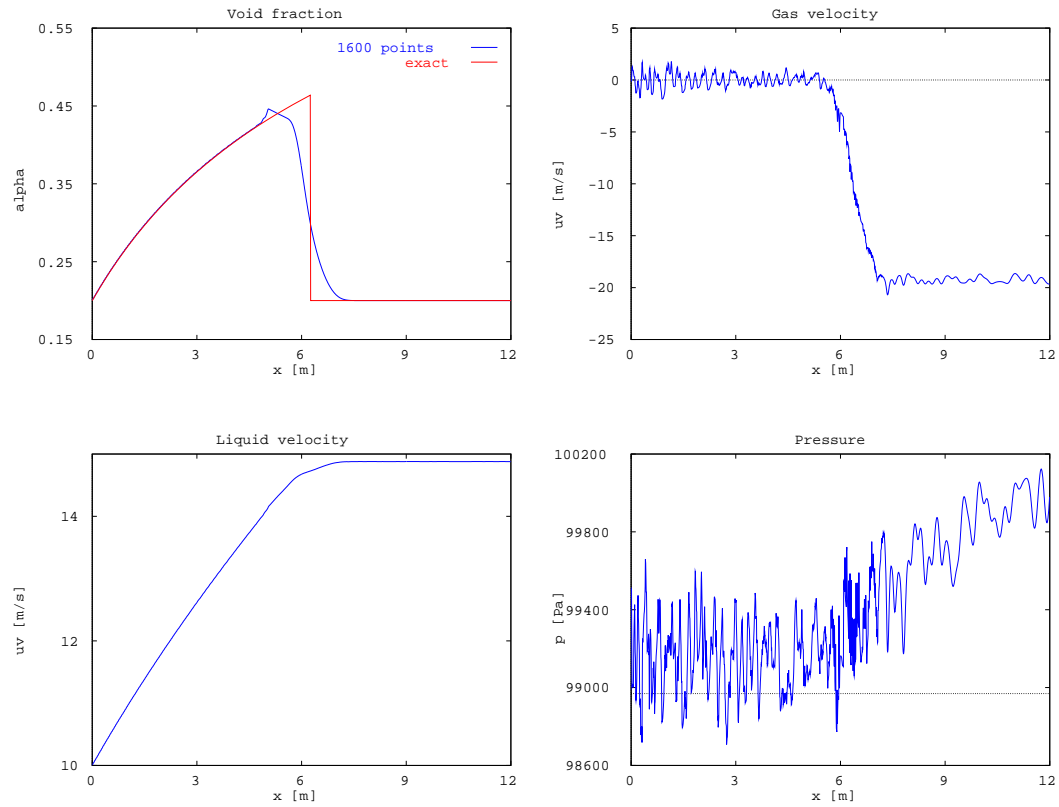 Void fraction
0.55
0.45
0.35
0.25
0.15
alpha
1600 points
exact
0
3
6
9
12
x [m]
Gas velocity
5
0
−5
−10
−15
−20
−25
uv [m/s]
0
3
6
9
12
x [m]
Liquid velocity
14
12
10
uv [m/s]
0
3
6
9
12
x [m]
Pressure
100200
99800
99400
99000
98600
p [Pa]
0
3
6
9
12
x [m]